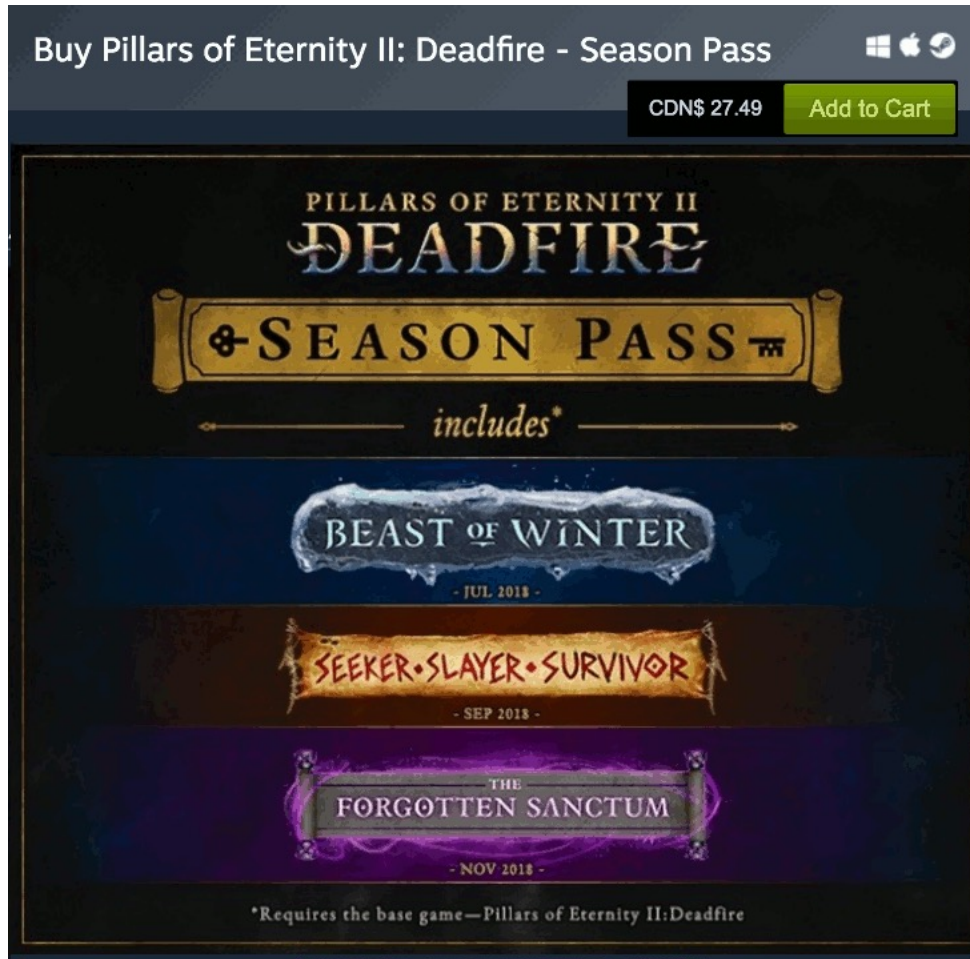 Buy Pillars of Eternity II: Deadfire - Season Pass
CDN$ 27.49
Add to Cart
PILLARS OF ETERNITY II
DEADFIRE
SEASON PASS
includes*
BEAST OF WINTER
- JUL 2018 -
SEEKER•SLAYER•SURVIVOR
- SEP 2018 -
THE
FORGOTTEN SANCTUM
- NOV 2018 -
*Requires the base game—Pillars of Eternity II:Deadfire